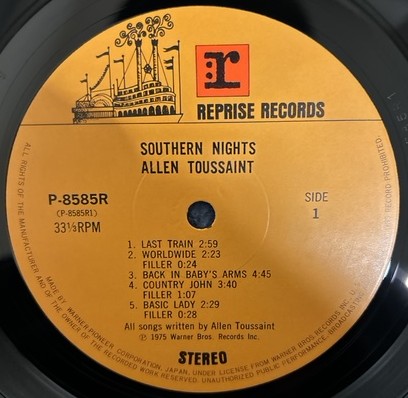 r
REPRISE RECORDS
SOUTHERN NIGHTS
ALLEN TOUSSAINT
P-8585R
(P-8585R1)
33⅓RPM
SIDE
1
1. LAST TRAIN 2:59
2. WORLDWIDE 2:23
FILLER 0:24
3. BACK IN BABY'S ARMS 4:45
4. COUNTRY JOHN 3:40
FILLER 1:07
5. BASIC LADY 2:29
FILLER 0:28
All songs written by Allen Toussaint
Ⓟ1975 Warner Bros. Records Inc.
STEREO
ALL RIGHTS OF THE MANUFACTURER AND OF THE OWNER OF THE RECORDED WORK RESERVED. UNAUTHORIZED PUBLIC PERFORMANCE, BROADCASTING
RECORD PROHIBITED.
MADE BY WARNER-PIONEER CORPORATION, JAPAN, UNDER LICENSE FROM WARNER BROS. RECORDS INC.